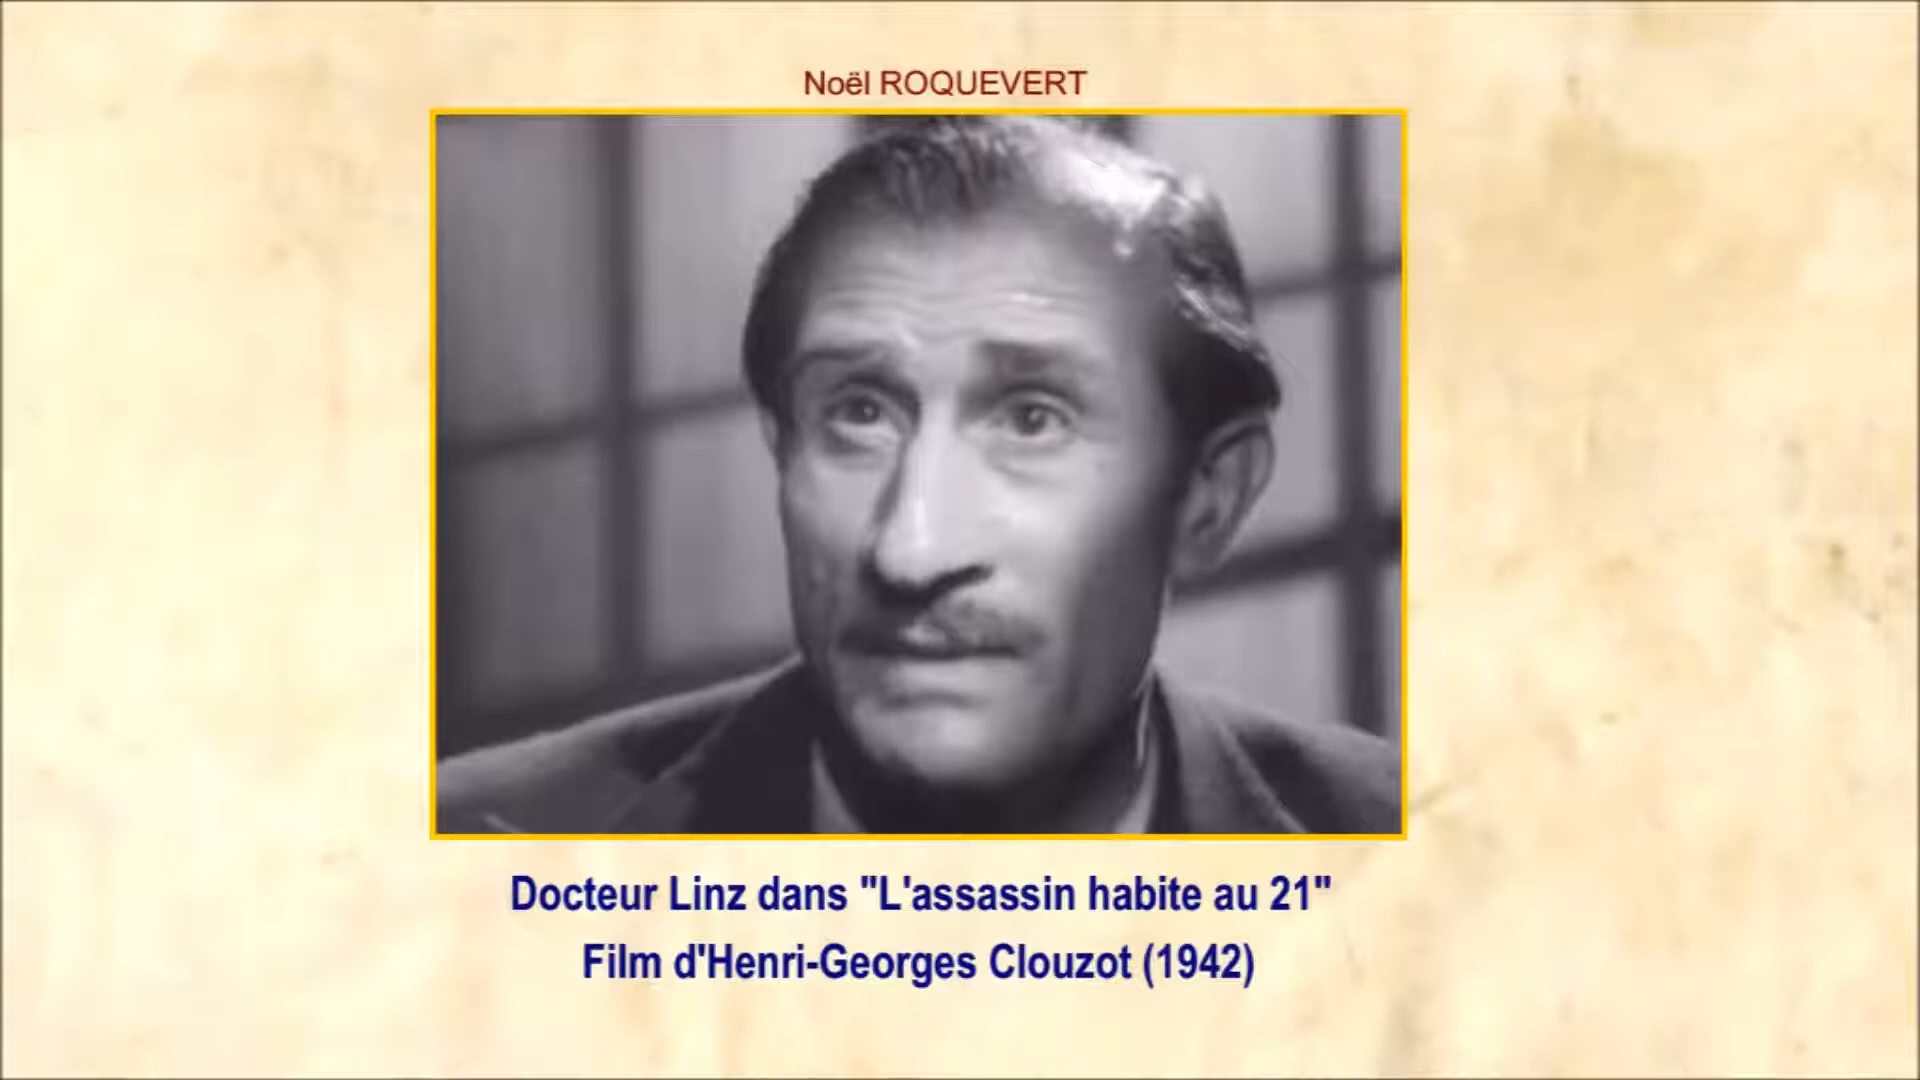 Noël ROQUEVERT
Docteur Linz dans "L'assassin habite au 21"
Film d'Henri-Georges Clouzot (1942)